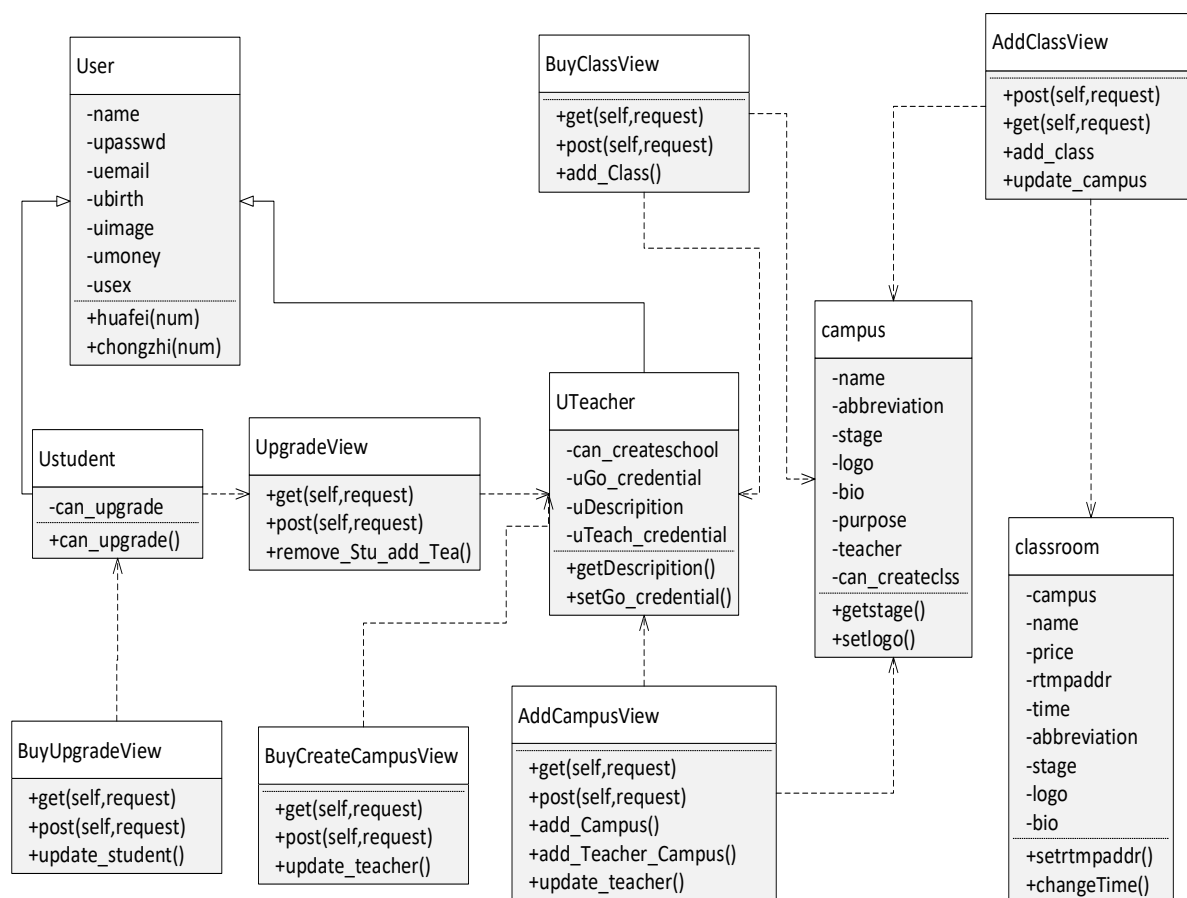 User
-name
-upasswd
-uemail
-ubirth
-uimage
-umoney
-usex
+huafei(num)
+chongzhi(num)
BuyClassView
+get(self,request)
+post(self,request)
+add_Class()
AddClassView
+post(self,request)
+get(self,request)
+add_class
+update_campus
Ustudent
-can_upgrade
+can_upgrade()
UpgradeView
+get(self,request)
+post(self,request)
+remove_Stu_add_Tea()
UTeacher
-can_createschool
-uGo_credential
-uDescripition
-uTeach_credential
+getDescripition()
+setGo_credential()
campus
-name
-abbreviation
-stage
-logo
-bio
-purpose
-teacher
-can_createclss
+getstage()
+setlogo()
classroom
-campus
-name
-price
-rtmpaddr
-time
-abbreviation
-stage
-logo
-bio
+setrtmpaddr()
+changeTime()
BuyUpgradeView
+get(self,request)
+post(self,request)
+update_student()
BuyCreateCampusView
+get(self,request)
+post(self,request)
+update_teacher()
AddCampusView
+get(self,request)
+post(self,request)
+add_Campus()
+add_Teacher_Campus()
+update_teacher()